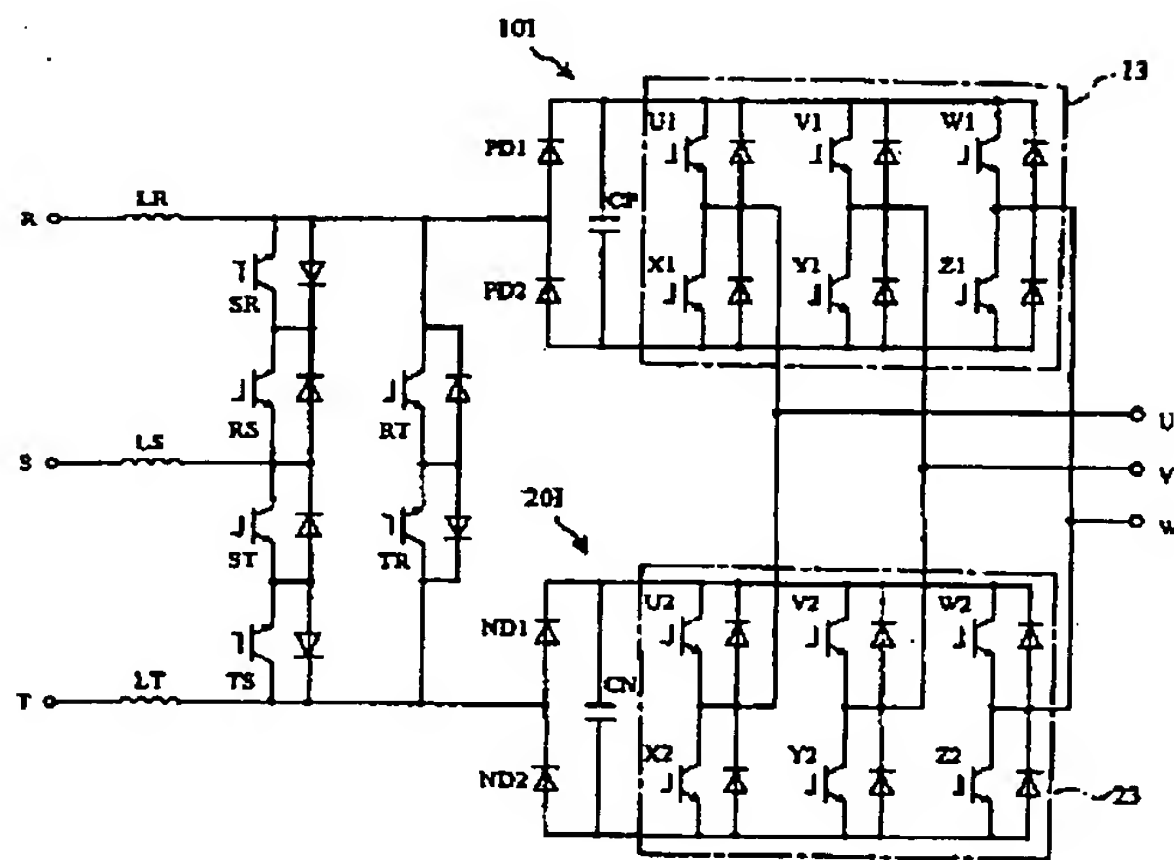 101
13
U1
V1
W1
PD1
LR
CP
R
X1
Y1
Z1
PD2
SR
RS
RT
LS
U
S
V
201
W
ST
TR
U2
V2
W2
ND1
TS
LT
CN
T
X2
Y2
Z2
ND2
23